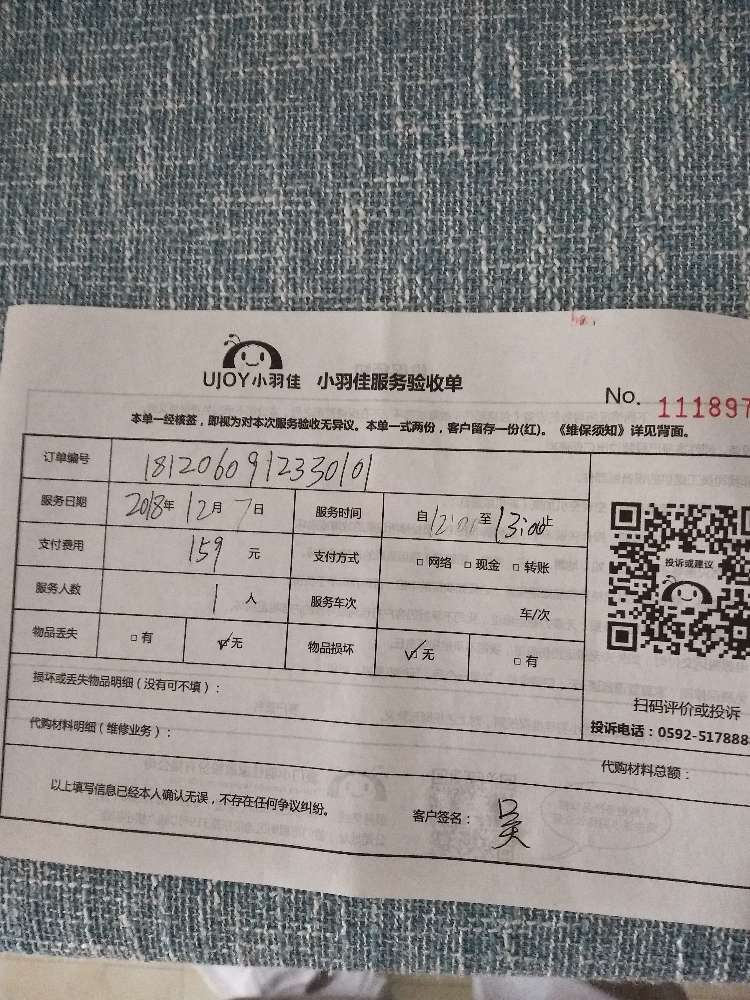 UJOY小羽佳 小羽佳服务验收单
No. 111897
本单一经核签，即视为对本次服务验收无异议。本单一式两份，客户留存一份(红)。《维保须知》详见背面。
订单编号 1812060912330101
服务日期 2018年 12月 7日 服务时间 自12:00至13:00止
支付费用 159 元 支付方式 □ 网络 □ 现金 □ 转账
投诉或建议
服务人数 1 人 服务车次 车/次
物品丢失 □ 有 ☑ 无 物品损坏 ☑ 无 □ 有
损坏或丢失物品明细（没有可不填）：
扫码评价或投诉
代购材料明细（维修业务）：
投诉电话：0592-517888
代购材料总额：
以上填写信息已经本人确认无误，不存在任何争议纠纷。
客户签名： 吴